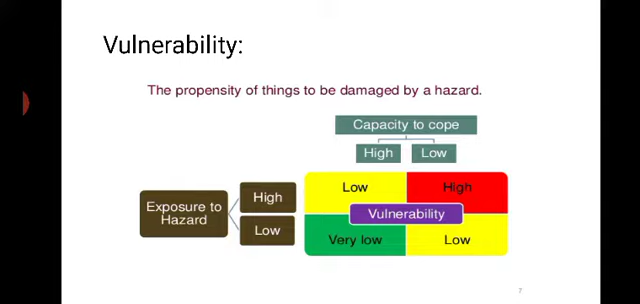 Vulnerability:
The propensity of things to be damaged by a hazard.
Capacity to cope
High Low
Exposure to
Hazard
High
Low
Low High
Vulnerability
Very low Low
7